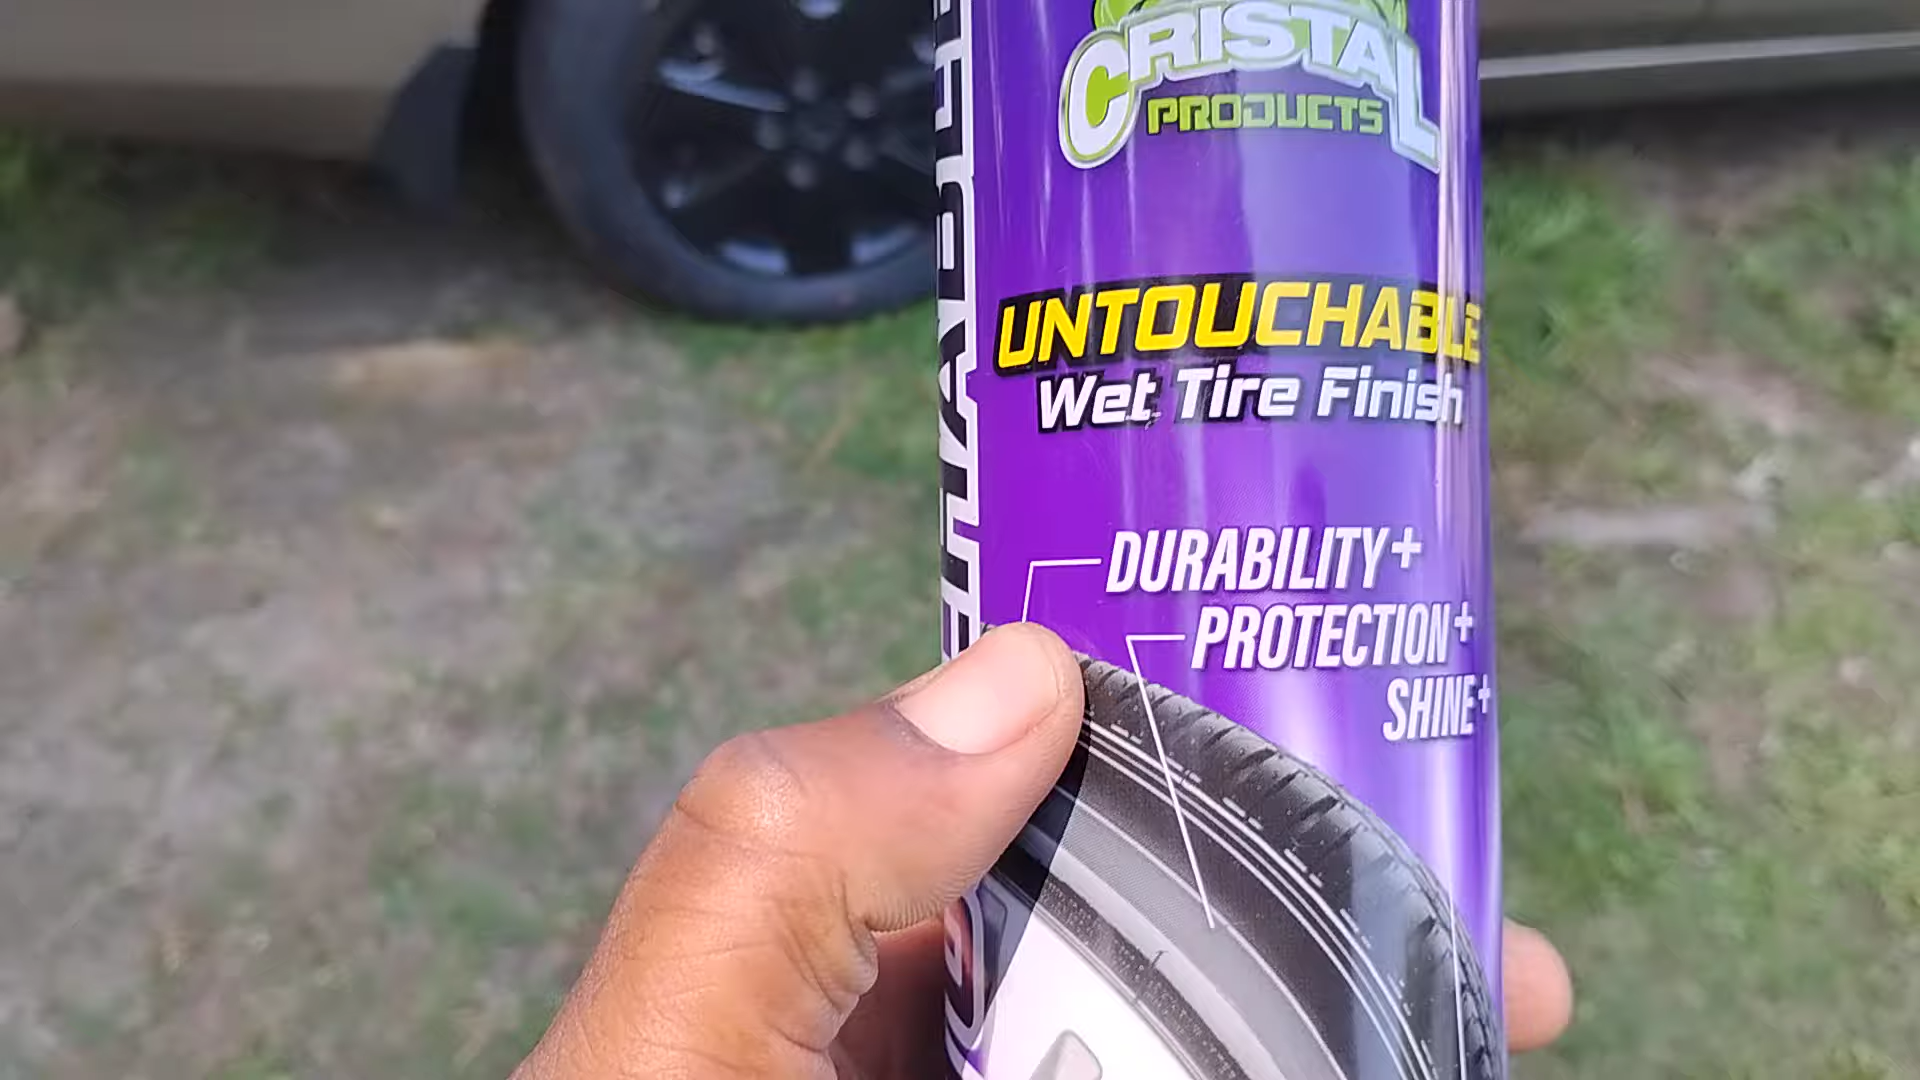 CRISTAL
PRODUCTS
UNTOUCHABLE
Wet Tire Finish
DURABILITY+
PROTECTION+
SHINE+